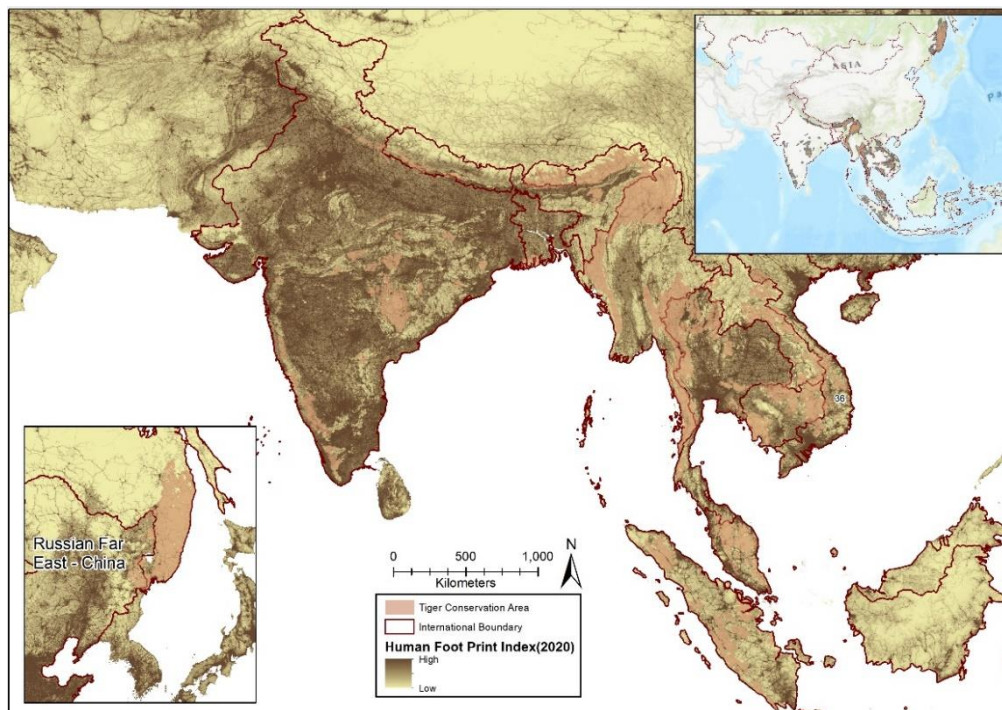 ASIA
36
Russian Far
East - China
0 500 1,000
Kilometers
N
Tiger Conservation Area
International Boundary
Human Foot Print Index(2020)
High
Low